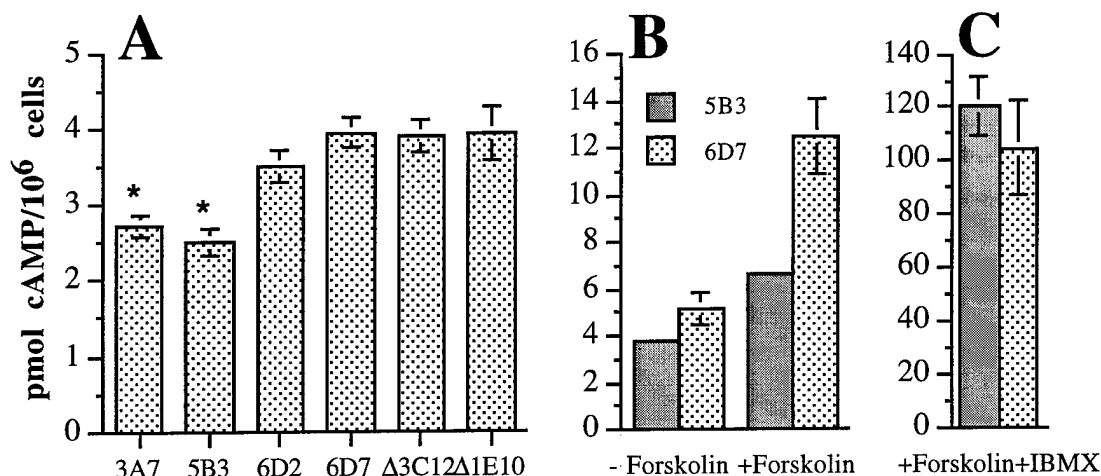 A
B
C
pmol cAMP/10⁶ cells
5
4
3
2
1
0
*
*
3A7 5B3 6D2 6D7 Δ3C12 Δ1E10
16
14
12
10
8
6
4
2
0
5B3
6D7
- Forskolin +Forskolin
140
120
100
80
60
40
20
0
+Forskolin+IBMX